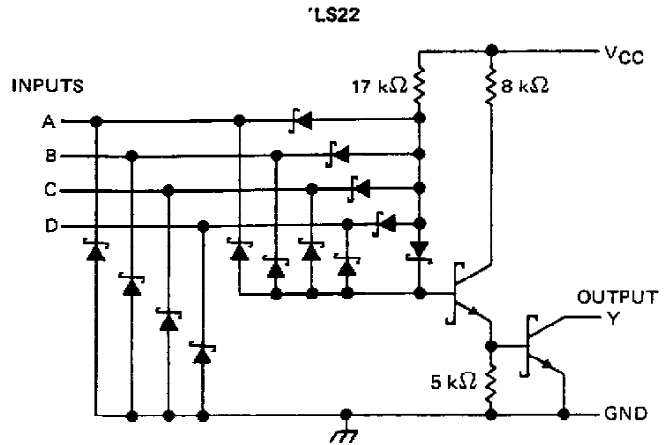 'LS22
VCC
17 kΩ
8 kΩ
INPUTS
A
B
C
D
OUTPUT
Y
5 kΩ
GND